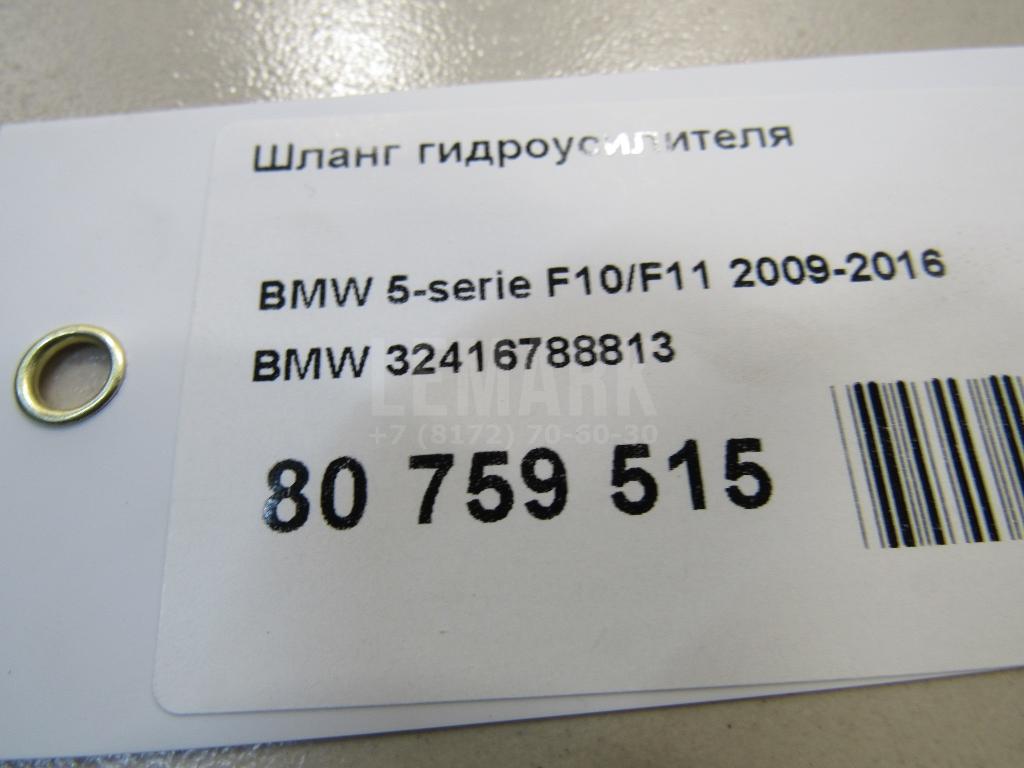 Шланг гидроусилителя
BMW 5-serie F10/F11 2009-2016
BMW 32416788813
LEMARK
+7 (8172) 70-60-30
80 759 515